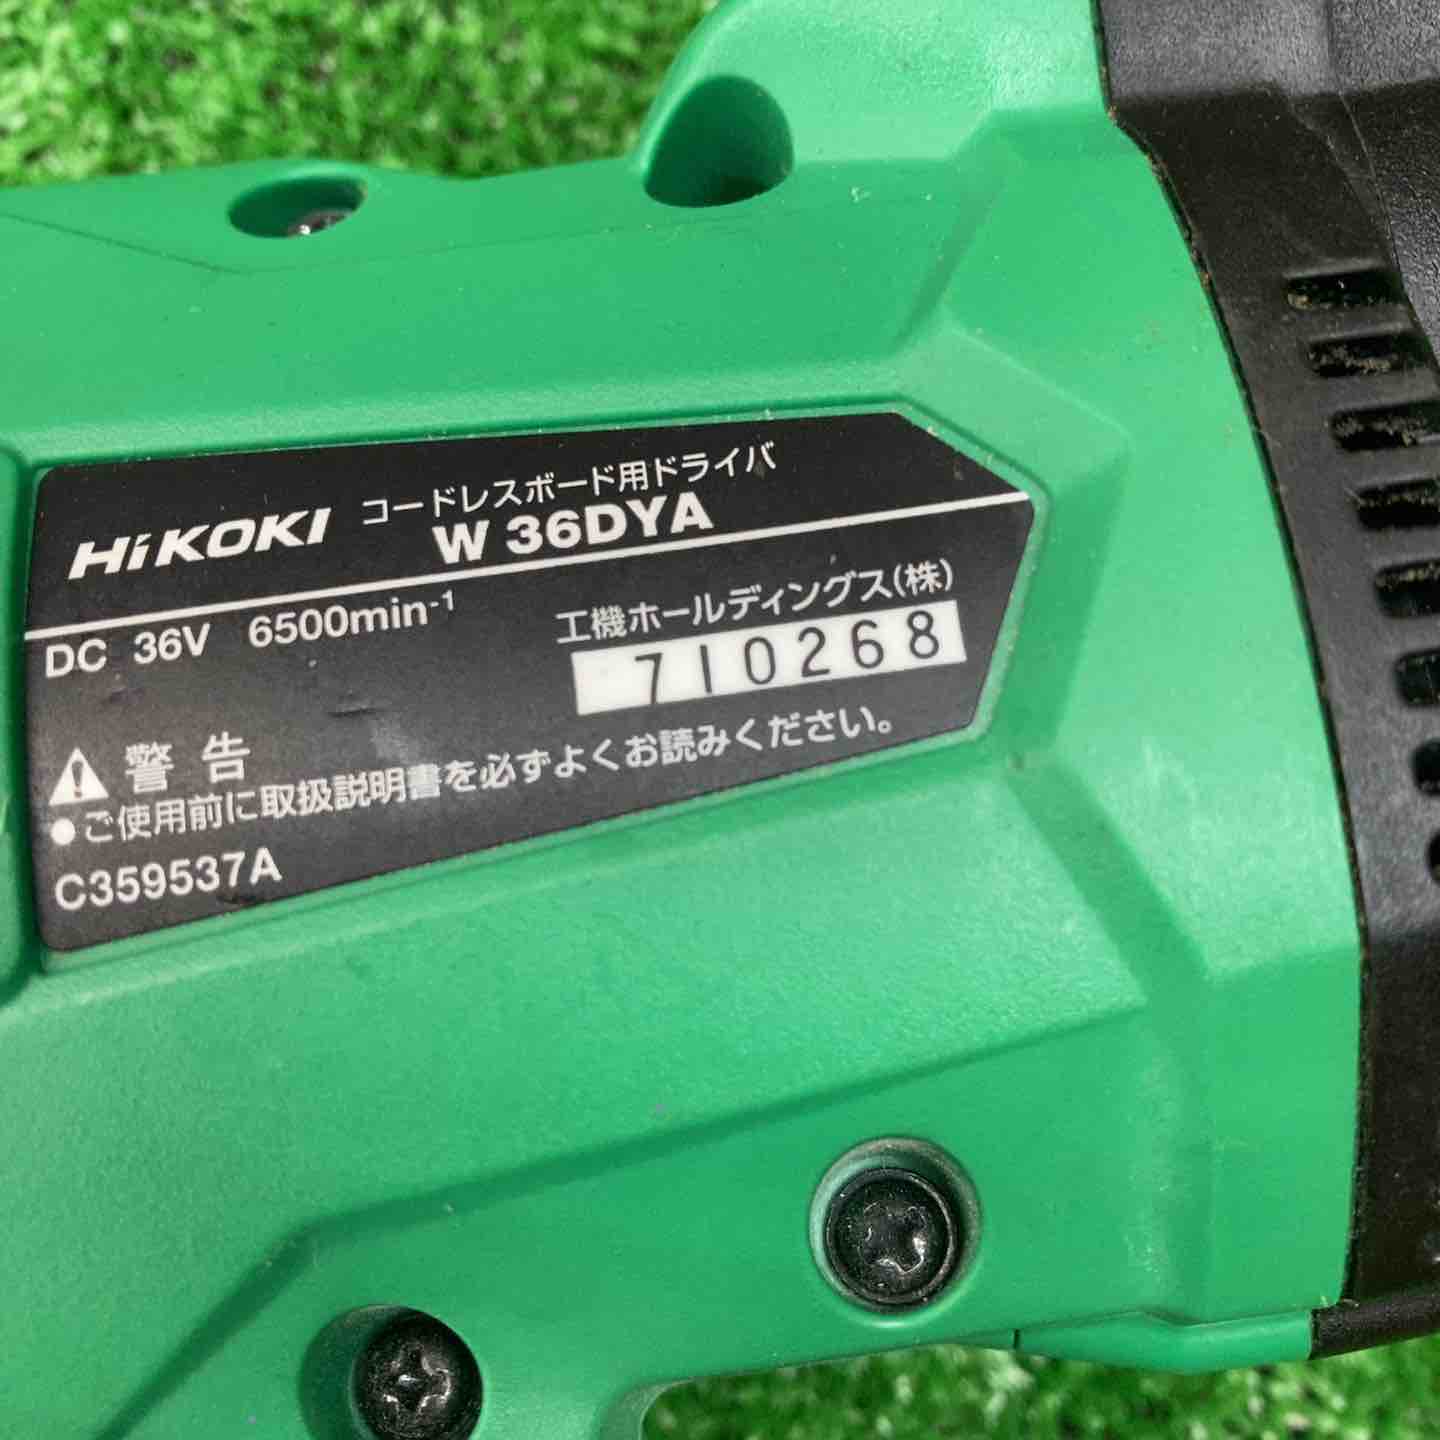 HiKOKI コードレスボード用ドライバ
W 36DYA
DC 36V 6500min-1
工機ホールディングス(株)
710268
警告
●ご使用前に取扱説明書を必ずよくお読みください。
C359537A